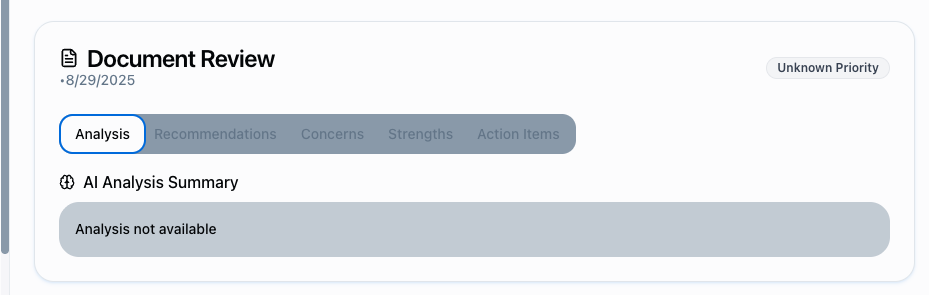 Document Review
•8/29/2025
Unknown Priority
Analysis Recommendations Concerns Strengths Action Items
AI Analysis Summary
Analysis not available